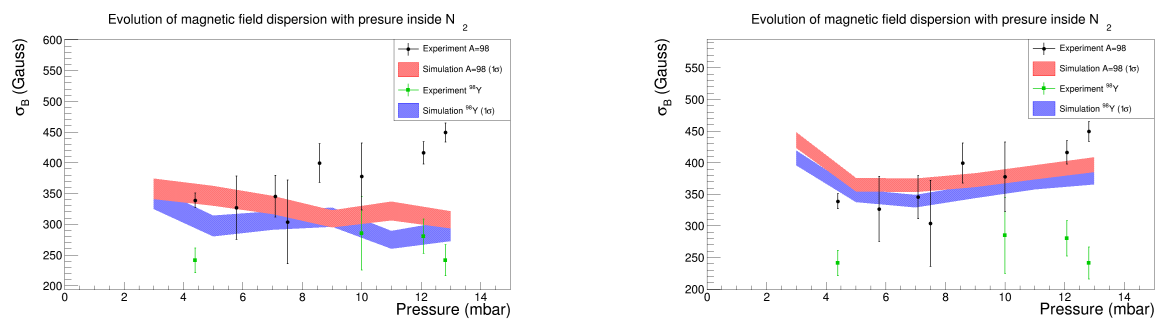 Evolution of magnetic field dispersion with presure inside N₂
σB (Gauss)
600
550
500
450
400
350
300
250
200
0 2 4 6 8 10 12 14
Pressure (mbar)
Experiment A=98
Simulation A=98 (1σ)
Experiment ⁹⁸Y
Simulation ⁹⁸Y (1σ)
Evolution of magnetic field dispersion with presure inside N₂
σB (Gauss)
550
500
450
400
350
300
250
200
0 2 4 6 8 10 12 14
Pressure (mbar)
Experiment A=98
Simulation A=98 (1σ)
Experiment ⁹⁸Y
Simulation ⁹⁸Y (1σ)